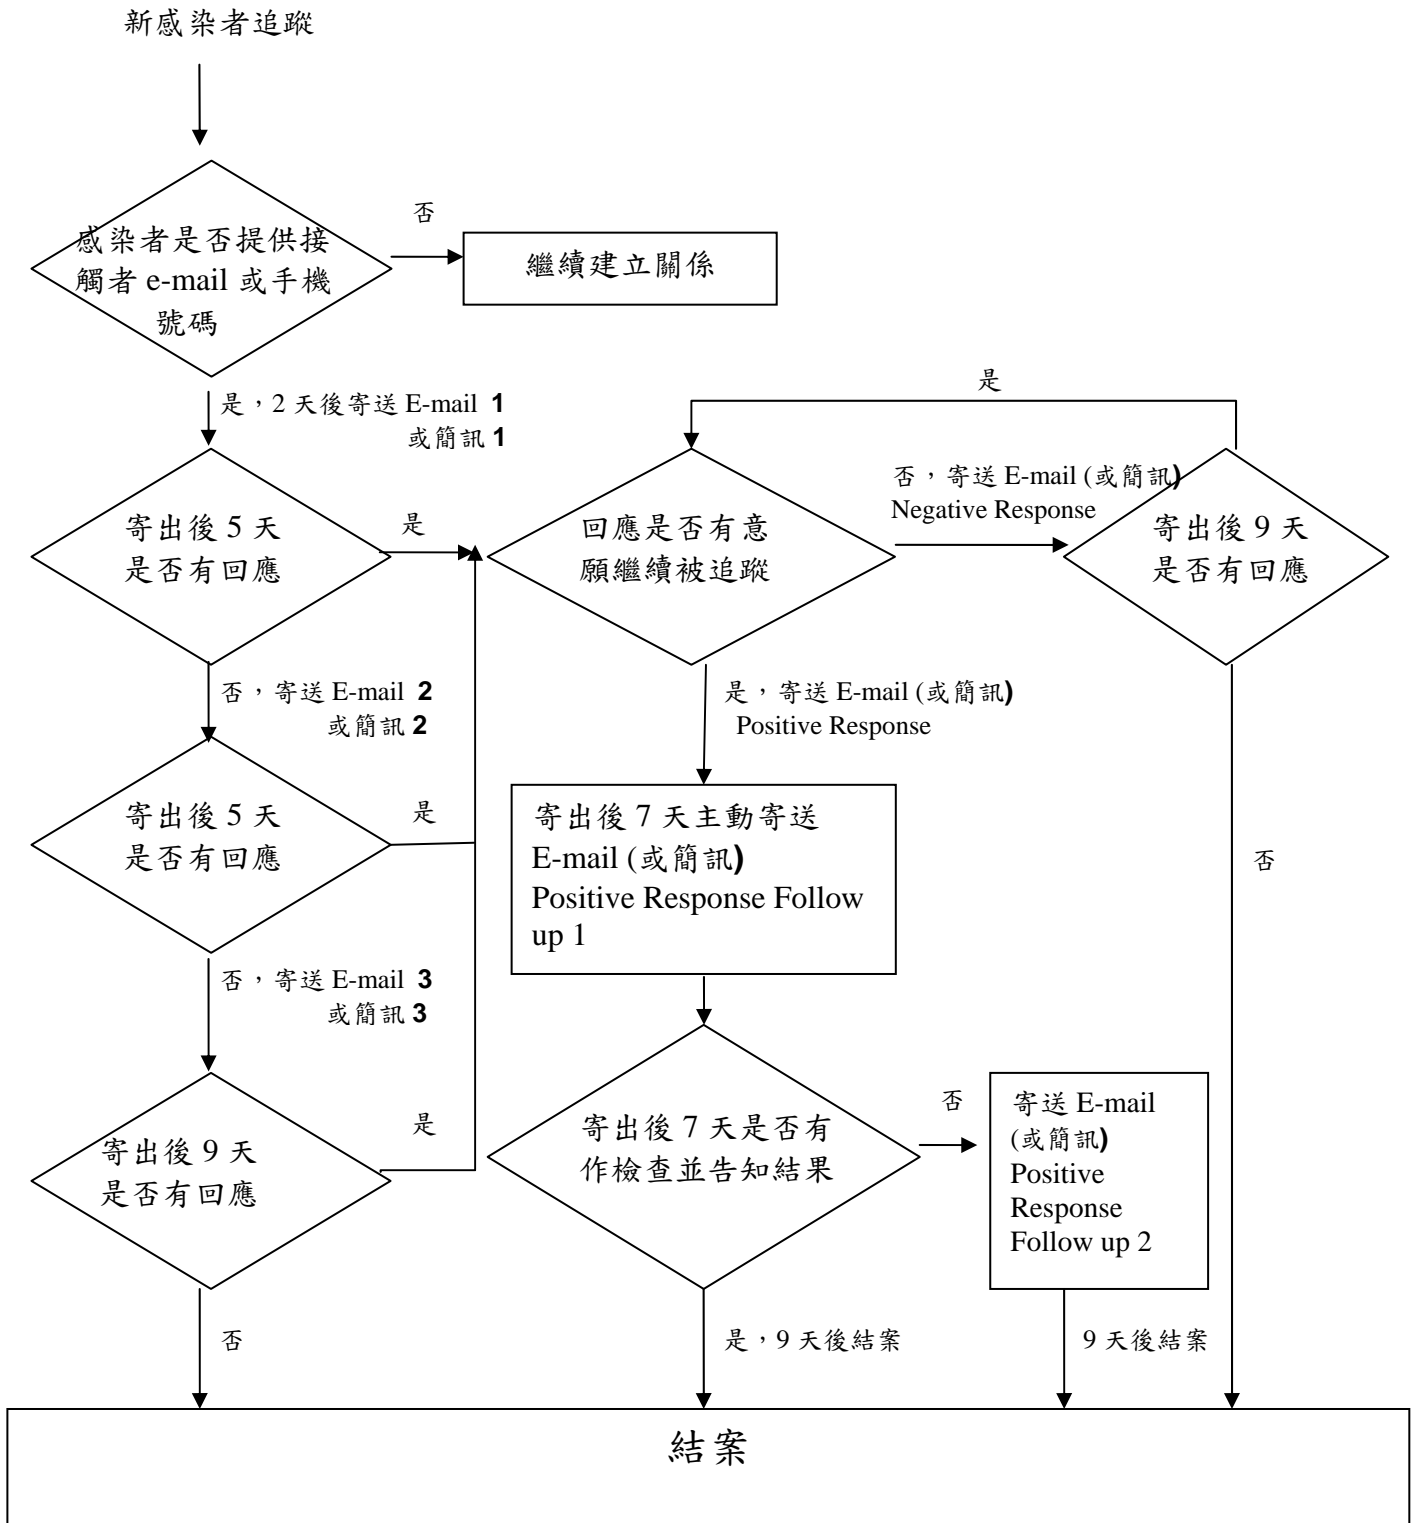 新感染者追蹤
感染者是否提供接
觸者 e-mail 或手機
號碼
否
繼續建立關係
是，2 天後寄送 E-mail 1
或簡訊 1
寄出後 5 天
是否有回應
是
否，寄送 E-mail 2
或簡訊 2
寄出後 5 天
是否有回應
是
否，寄送 E-mail 3
或簡訊 3
寄出後 9 天
是否有回應
是
否
是
回應是否有意
願繼續被追蹤
否，寄送 E-mail (或簡訊)
Negative Response
寄出後 9 天
是否有回應
否
是，寄送 E-mail (或簡訊)
Positive Response
寄出後 7 天主動寄送
E-mail (或簡訊)
Positive Response Follow
up 1
寄出後 7 天是否有
作檢查並告知結果
否
寄送 E-mail
(或簡訊)
Positive
Response
Follow up 2
是，9 天後結案
9 天後結案
結案